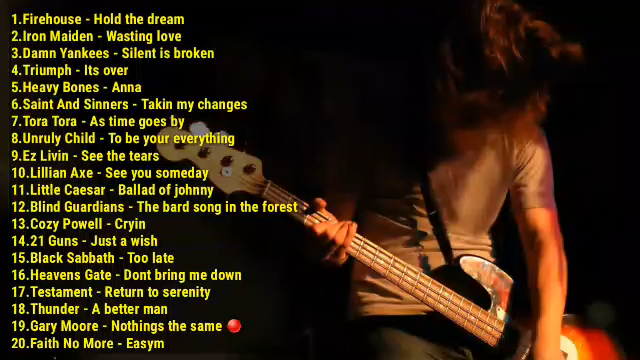 1.Firehouse - Hold the dream
2.Iron Maiden - Wasting love
3.Damn Yankees - Silent is broken
4.Triumph - Its over
5.Heavy Bones - Anna
6.Saint And Sinners - Takin my changes
7.Tora Tora - As time goes by
8.Unruly Child - To be your everything
9.Ez Livin - See the tears
10.Lillian Axe - See you someday
11.Little Caesar - Ballad of johnny
12.Blind Guardians - The bard song in the forest
13.Cozy Powell - Cryin
14.21 Guns - Just a wish
15.Black Sabbath - Too late
16.Heavens Gate - Dont bring me down
17.Testament - Return to serenity
18.Thunder - A better man
19.Gary Moore - Nothings the same
20.Faith No More - Easym